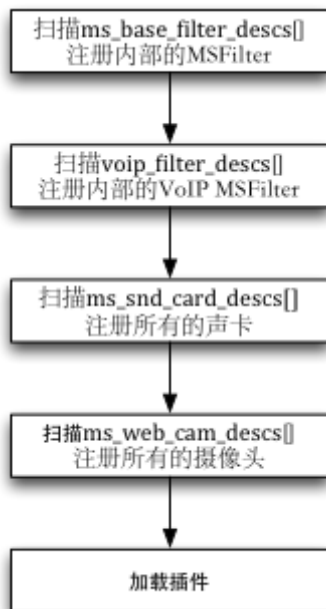 扫描ms_base_filter_descs[]
注册内部的MSFilter
扫描voip_filter_descs[]
注册内部的VoIP MSFilter
扫描ms_snd_card_descs[]
注册所有的声卡
扫描ms_web_cam_descs[]
注册所有的摄像头
加载插件